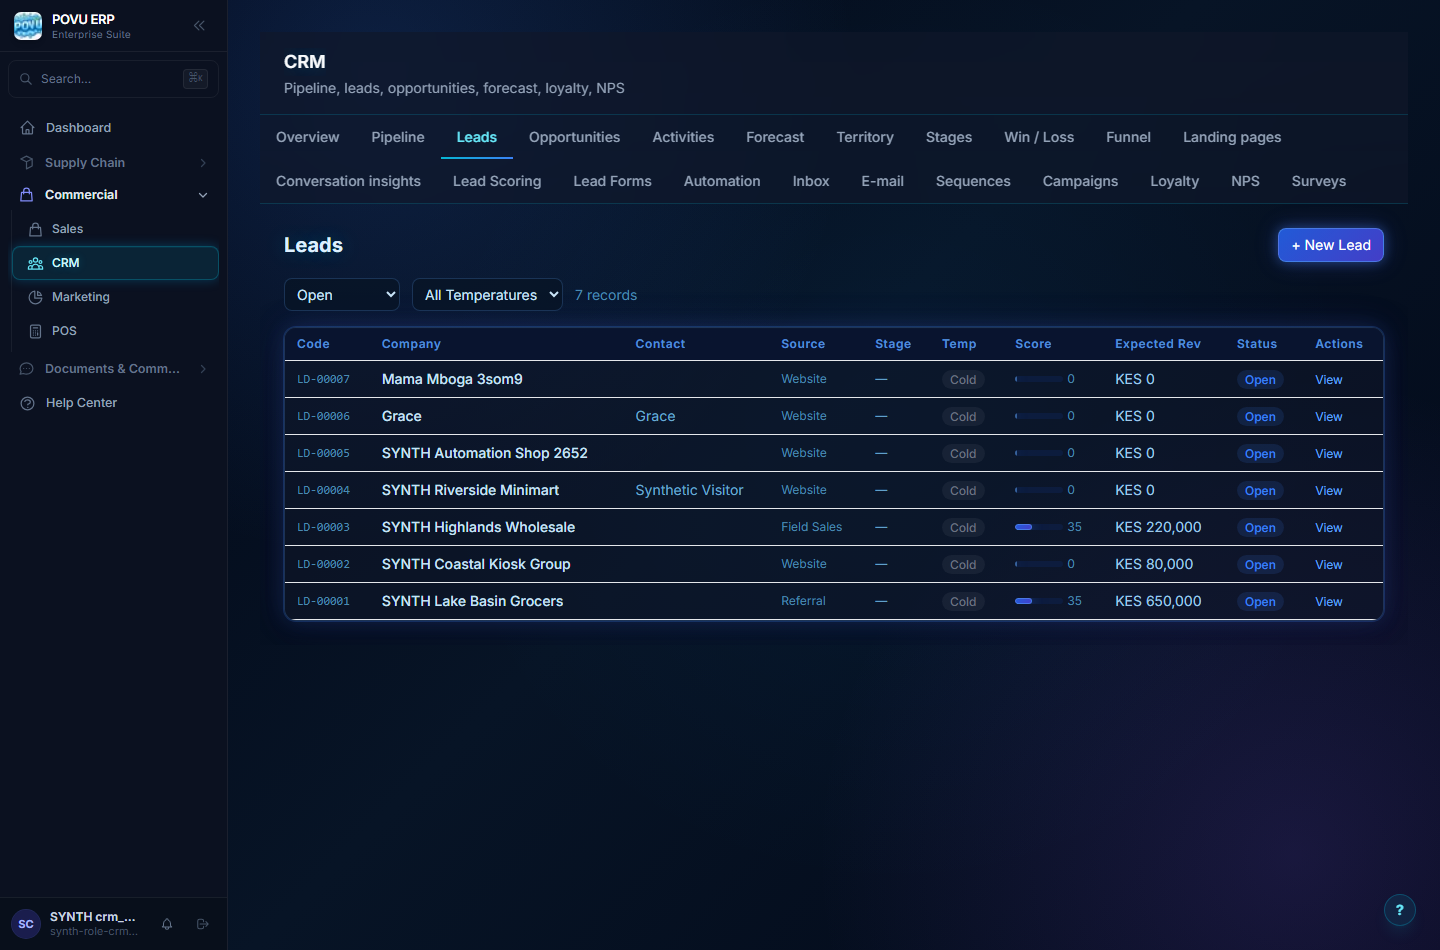 POVU ERP
Enterprise Suite
Search...
⌘K
Dashboard
Supply Chain
Commercial
Sales
CRM
Marketing
POS
Documents & Comm...
Help Center
SC
SYNTH crm_...
synth-role-crm...
CRM
Pipeline, leads, opportunities, forecast, loyalty, NPS
Overview Pipeline Leads Opportunities Activities Forecast Territory Stages Win / Loss Funnel Landing pages
Conversation insights Lead Scoring Lead Forms Automation Inbox E-mail Sequences Campaigns Loyalty NPS Surveys
Leads
+ New Lead
Open All Temperatures 7 records
Code Company Contact Source Stage Temp Score Expected Rev Status Actions
LD-00007 Mama Mboga 3som9 Website — Cold 0 KES 0 Open View
LD-00006 Grace Grace Website — Cold 0 KES 0 Open View
LD-00005 SYNTH Automation Shop 2652 Website — Cold 0 KES 0 Open View
LD-00004 SYNTH Riverside Minimart Synthetic Visitor Website — Cold 0 KES 0 Open View
LD-00003 SYNTH Highlands Wholesale Field Sales — Cold 35 KES 220,000 Open View
LD-00002 SYNTH Coastal Kiosk Group Website — Cold 0 KES 80,000 Open View
LD-00001 SYNTH Lake Basin Grocers Referral — Cold 35 KES 650,000 Open View
?